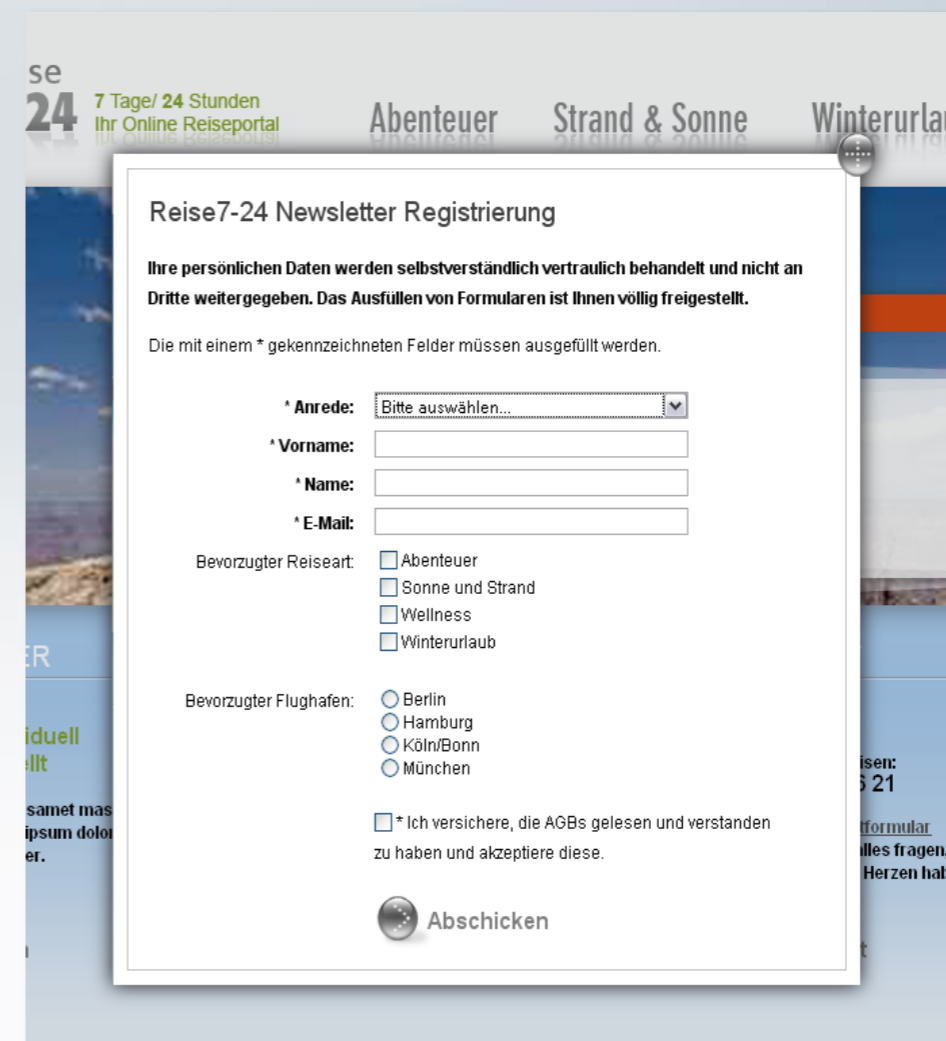 se
24
7 Tage/ 24 Stunden
Ihr Online Reiseportal
Abenteuer
Strand & Sonne
Reise7-24 Newsletter Registrierung
Ihre persönlichen Daten werden selbstverständlich vertraulich behandelt und nicht an
Dritte weitergegeben. Das Ausfüllen von Formularen ist Ihnen völlig freigestellt.
Die mit einem * gekennzeichneten Felder müssen ausgefüllt werden.
* Anrede: Bitte auswählen...
* Vorname:
* Name:
* E-Mail:
Bevorzugter Reiseart: Abenteuer
Sonne und Strand
Wellness
Winterurlaub
Bevorzugter Flughafen: Berlin
Hamburg
Köln/Bonn
München
* Ich versichere, die AGBs gelesen und verstanden
zu haben und akzeptiere diese.
Abschicken
ER
iduell
llt
samet mas
ipsum dolor
er.
isen:
6 21
tformular
alles fragen,
Herzen hab
t